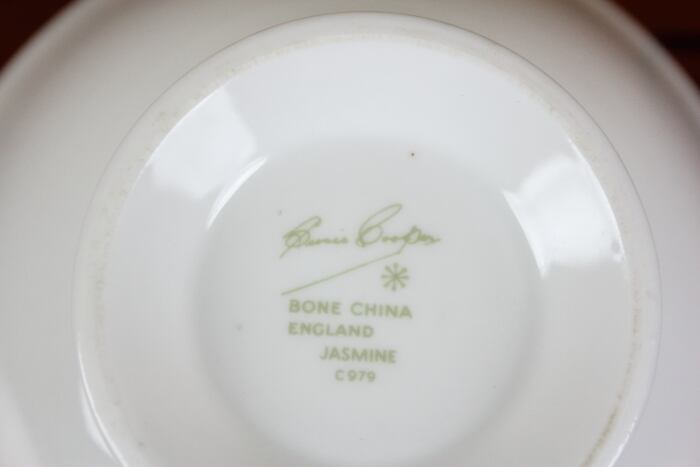 Susie Cooper
BONE CHINA
ENGLAND
JASMINE
C979